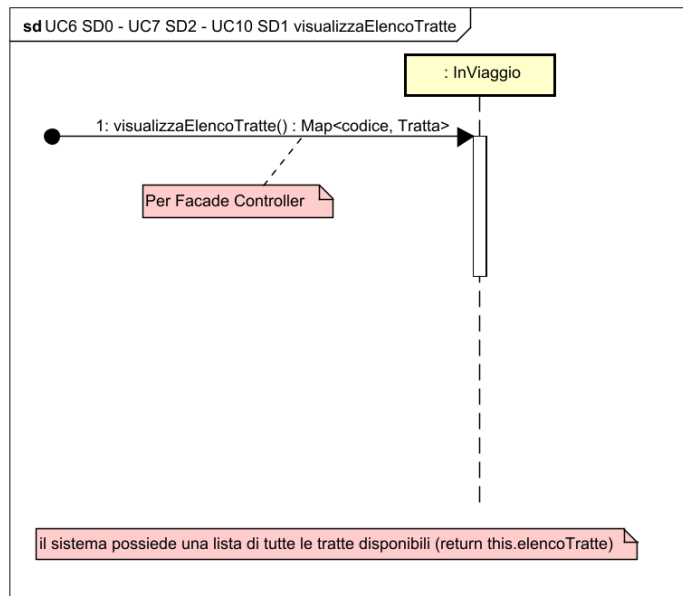 sd UC6 SD0 - UC7 SD2 - UC10 SD1 visualizzaElencoTratte
: InViaggio
1: visualizzaElencoTratte() : Map<codice, Tratta>
Per Facade Controller
il sistema possiede una lista di tutte le tratte disponibili (return this.elencoTratte)